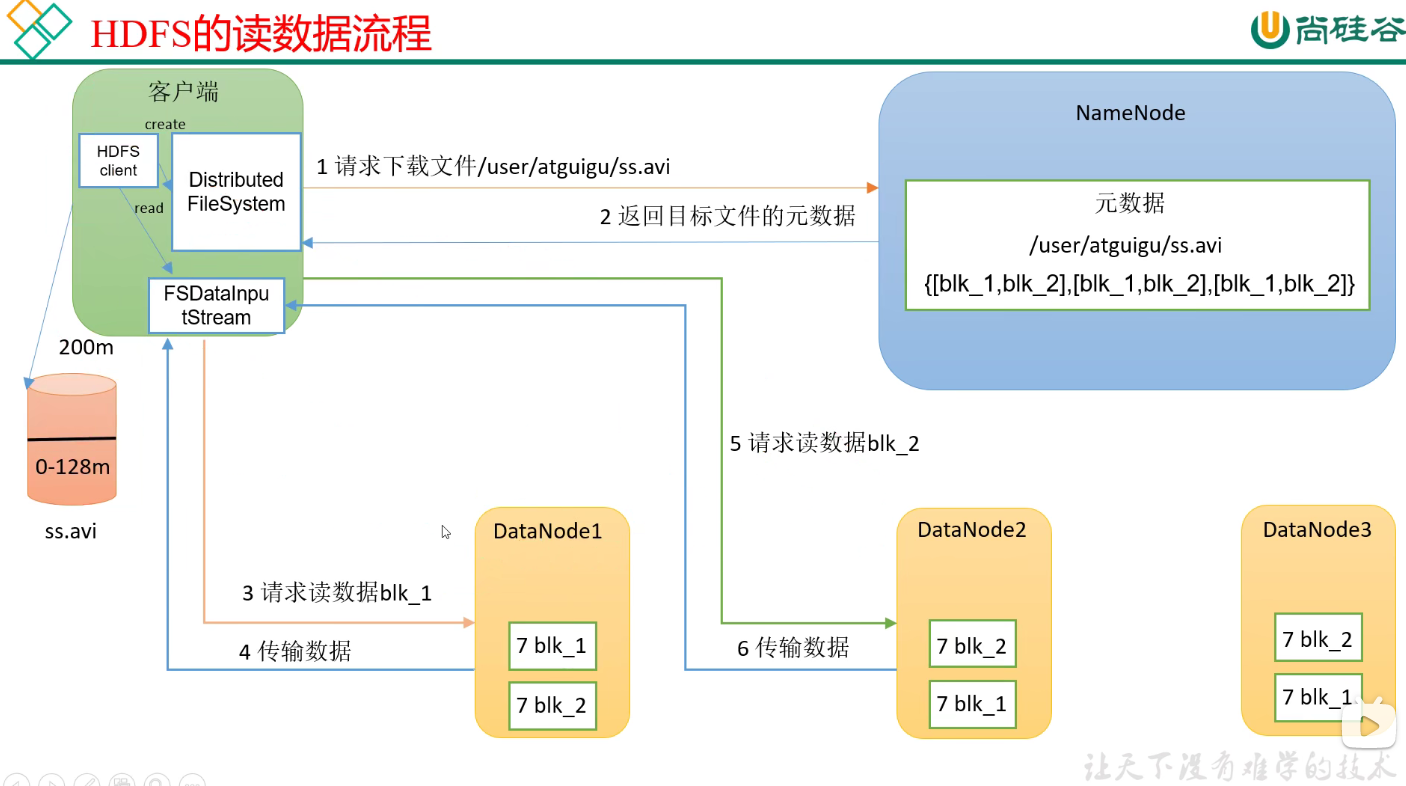 HDFS的读数据流程
尚硅谷
客户端
create
HDFS
client
Distributed
FileSystem
read
FSDataInpu
tStream
1 请求下载文件/user/atguigu/ss.avi
2 返回目标文件的元数据
NameNode
元数据
/user/atguigu/ss.avi
{[blk_1,blk_2],[blk_1,blk_2],[blk_1,blk_2]}
200m
0-128m
ss.avi
3 请求读数据blk_1
4 传输数据
5 请求读数据blk_2
6 传输数据
DataNode1
7 blk_1
7 blk_2
DataNode2
7 blk_2
7 blk_1
DataNode3
7 blk_2
7 blk_1
让天下没有难学的技术